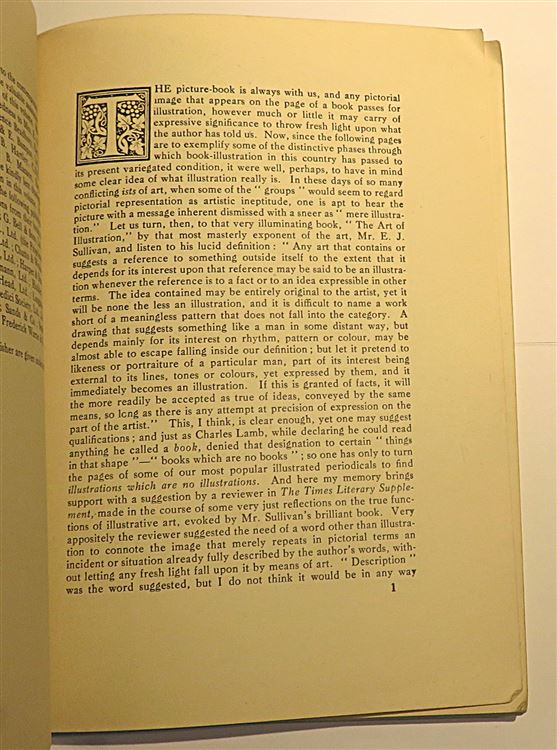 THE picture-book is always with us, and any pictorial
image that appears on the page of a book passes for
illustration, however much or little it may carry of
expressive significance to throw fresh light upon what
the author has told us. Now, since the following pages
are to exemplify some of the distinctive phases through
which book-illustration in this country has passed to
its present variegated condition, it were well, perhaps, to have in mind
some clear idea of what illustration really is. In these days of so many
conflicting ists of art, when some of the " groups " would seem to regard
pictorial representation as artistic ineptitude, one is apt to hear the
picture with a message inherent dismissed with a sneer as " mere illustra-
tion." Let us turn, then, to that very illuminating book, " The Art of
Illustration," by that most masterly exponent of the art, Mr. E. J.
Sullivan, and listen to his lucid definition : " Any art that contains or
suggests a reference to something outside itself to the extent that it
depends for its interest upon that reference may be said to be an illustra-
tion whenever the reference is to a fact or to an idea expressible in other
terms. The idea contained may be entirely original to the artist, yet it
will be none the less an illustration, and it is difficult to name a work
short of a meaningless pattern that does not fall into the category. A
drawing that suggests something like a man in some distant way, but
depends mainly for its interest on rhythm, pattern or colour, may be
almost able to escape falling inside our definition ; but let it pretend to
likeness or portraiture of a particular man, part of its interest being
external to its lines, tones or colours, yet expressed by them, and it
immediately becomes an illustration. If this is granted of facts, it will
the more readily be accepted as true of ideas, conveyed by the same
means, so long as there is any attempt at precision of expression on the
part of the artist." This, I think, is clear enough, yet one may suggest
qualifications ; and just as Charles Lamb, while declaring he could read
anything he called a book, denied that designation to certain " things
in that shape "—" books which are no books " ; so one has only to turn
the pages of some of our most popular illustrated periodicals to find
illustrations which are no illustrations. And here my memory brings
support with a suggestion by a reviewer in The Times Literary Supple-
ment, made in the course of some very just reflections on the true func-
tions of illustrative art, evoked by Mr. Sullivan's brilliant book. Very
appositely the reviewer suggested the need of a word other than illustra-
tion to connote the image that merely repeats in pictorial terms an
incident or situation already fully described by the author's words, with-
out letting any fresh light fall upon it by means of art. " Description "
was the word suggested, but I do not think it would be in any way
1